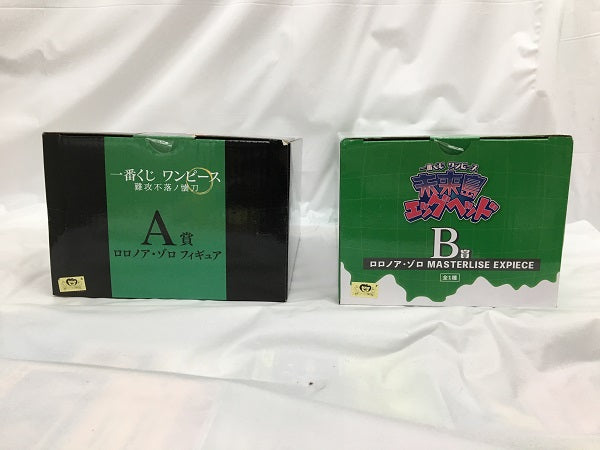 一番くじ ワンピース
難攻不落ノ懐刀
A賞
ロロノア・ゾロ フィギュア
一番くじ ワンピース
未来島
エッグヘッド
B賞
ロロノア・ゾロ MASTERLISE EXPIECE
全1種